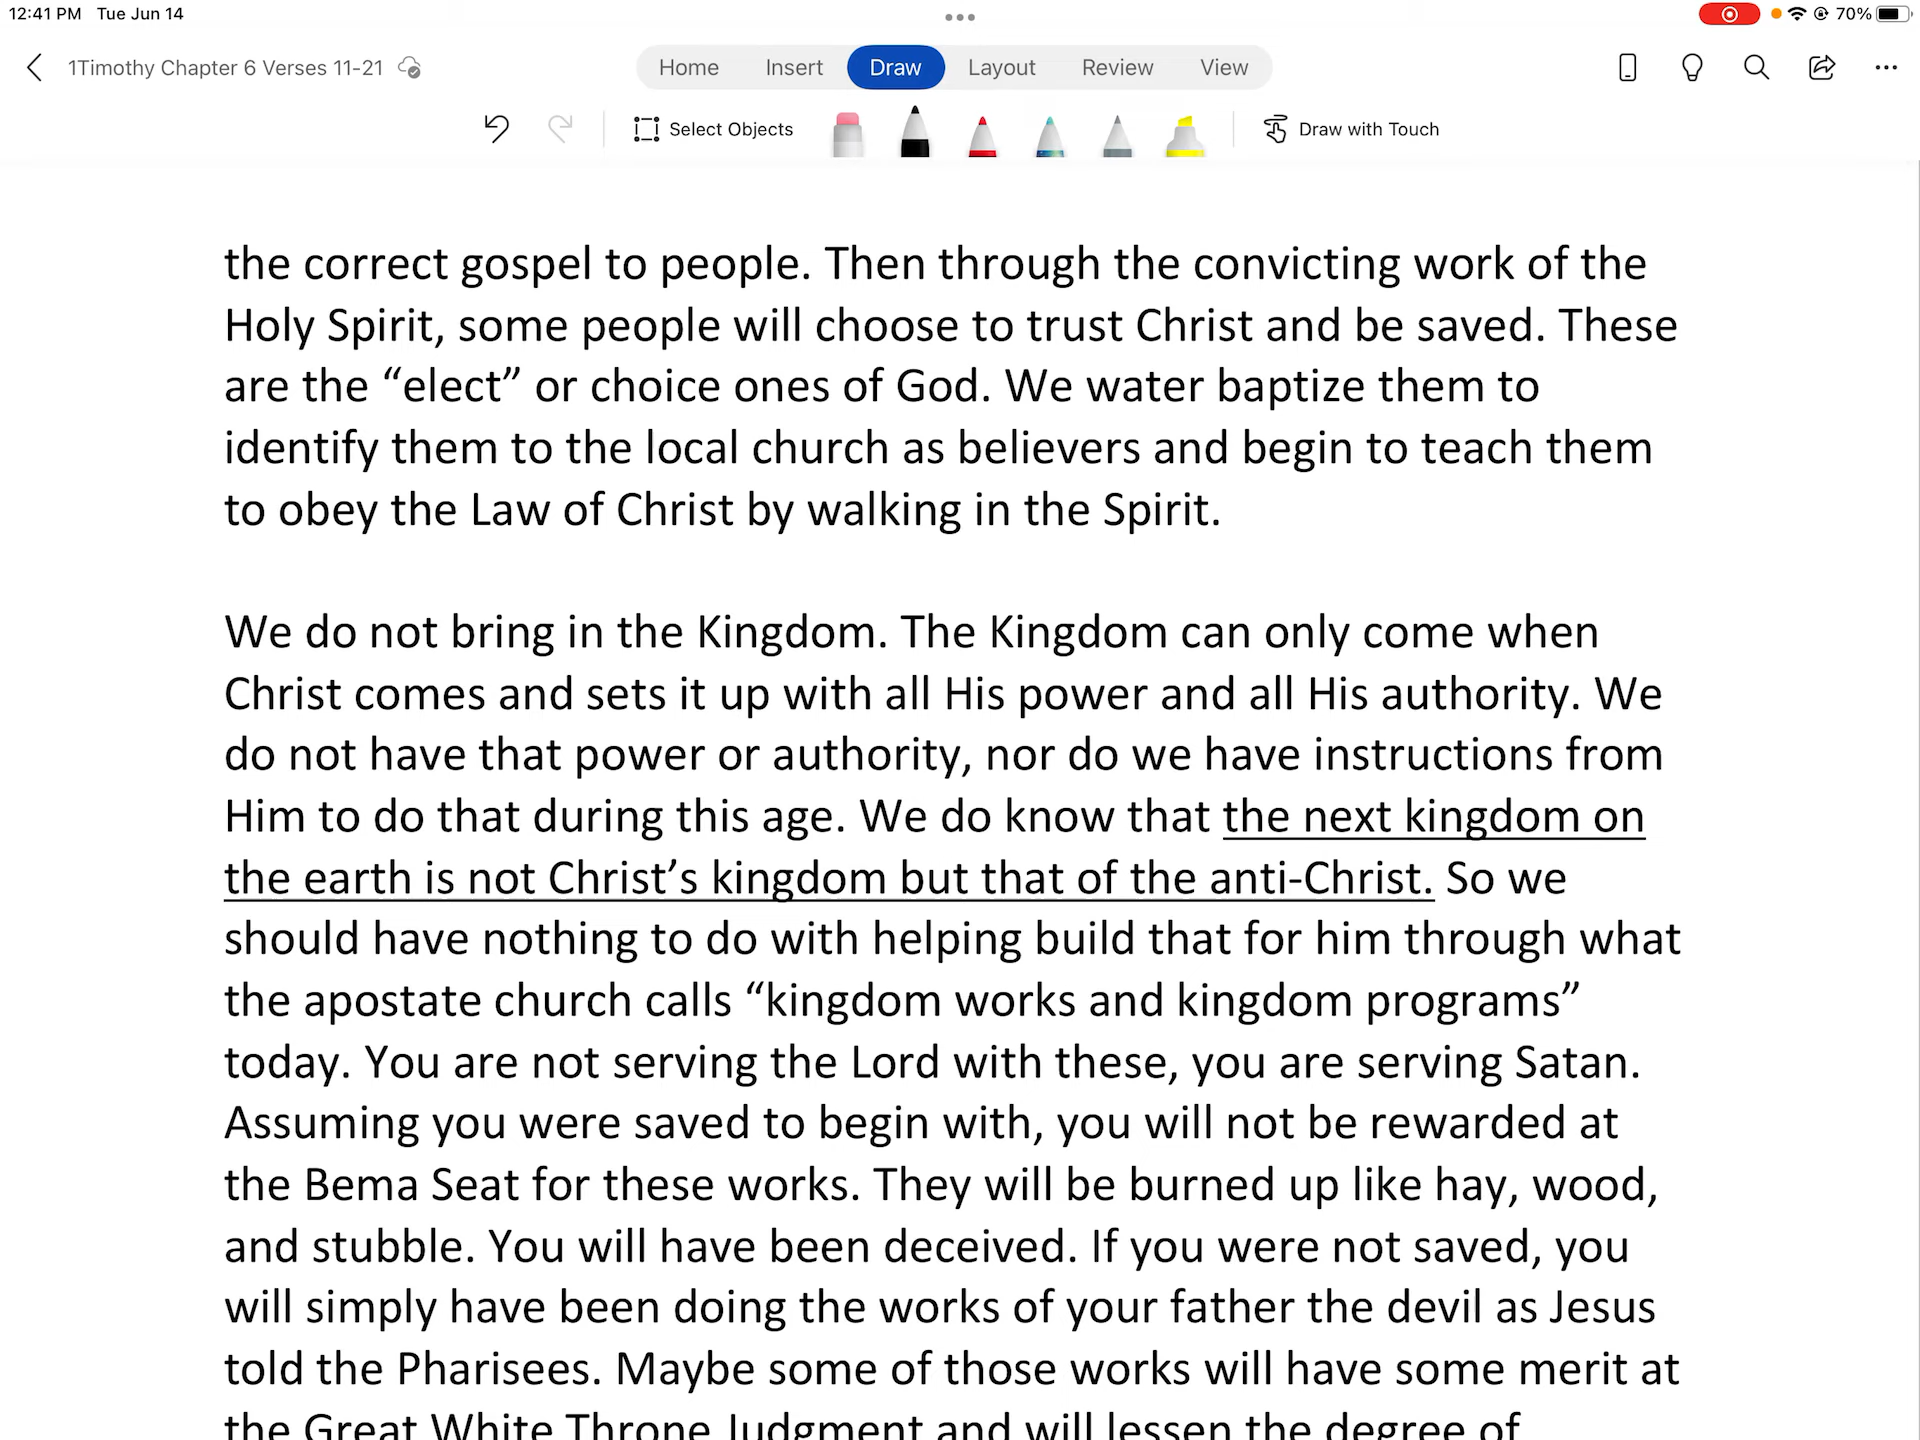 12:41 PM Tue Jun 14
70%
1Timothy Chapter 6 Verses 11-21
Home Insert Draw Layout Review View
Select Objects
Draw with Touch
the correct gospel to people. Then through the convicting work of the
Holy Spirit, some people will choose to trust Christ and be saved. These
are the “elect” or choice ones of God. We water baptize them to
identify them to the local church as believers and begin to teach them
to obey the Law of Christ by walking in the Spirit.
We do not bring in the Kingdom. The Kingdom can only come when
Christ comes and sets it up with all His power and all His authority. We
do not have that power or authority, nor do we have instructions from
Him to do that during this age. We do know that the next kingdom on
the earth is not Christ’s kingdom but that of the anti-Christ. So we
should have nothing to do with helping build that for him through what
the apostate church calls “kingdom works and kingdom programs”
today. You are not serving the Lord with these, you are serving Satan.
Assuming you were saved to begin with, you will not be rewarded at
the Bema Seat for these works. They will be burned up like hay, wood,
and stubble. You will have been deceived. If you were not saved, you
will simply have been doing the works of your father the devil as Jesus
told the Pharisees. Maybe some of those works will have some merit at
the Great White Throne Judgment and will lessen the degree of